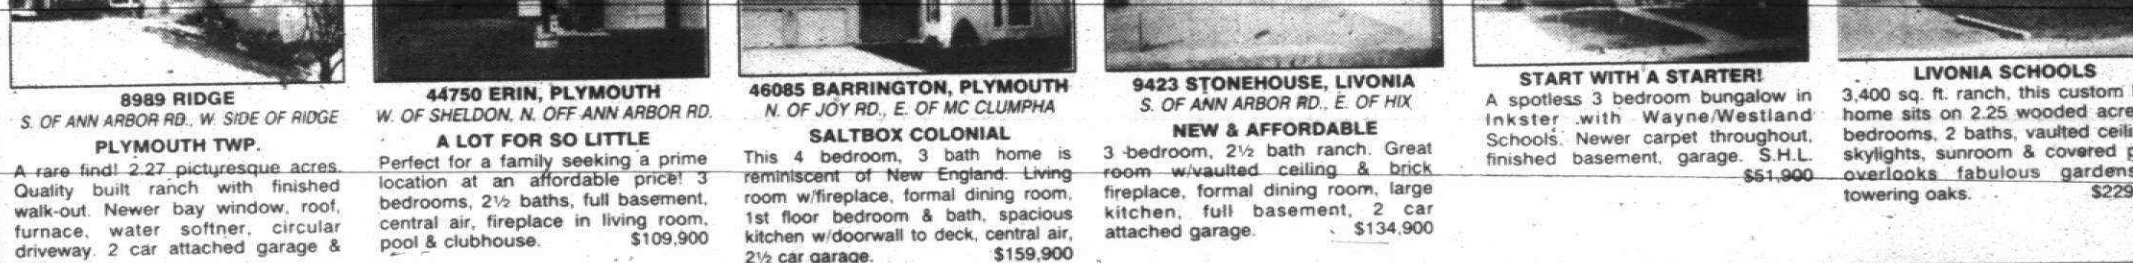 8989 RIDGE
S. OF ANN ARBOR RD., W. SIDE OF RIDGE
PLYMOUTH TWP.
A rare find! 2.27 picturesque acres.
Quality built ranch with finished
walk-out. Newer bay window, roof,
furnace, water softner, circular
driveway. 2 car attached garage &
44750 ERIN, PLYMOUTH
W. OF SHELDON, N. OFF ANN ARBOR RD.
A LOT FOR SO LITTLE
Perfect for a family seeking a prime
location at an affordable price! 3
bedrooms, 2½ baths, full basement,
central air, fireplace in living room,
pool & clubhouse. $109,900
46085 BARRINGTON, PLYMOUTH
N. OF JOY RD., E. OF MC CLUMPHA
SALTBOX COLONIAL
This 4 bedroom, 3 bath home is
reminiscent of New England. Living
room w/fireplace, formal dining room,
1st floor bedroom & bath, spacious
kitchen w/doorwall to deck, central air,
2½ car garage. $159,900
9423 STONEHOUSE, LIVONIA
S. OF ANN ARBOR RD., E. OF HIX
NEW & AFFORDABLE
3 bedroom, 2½ bath ranch. Great
room w/vaulted ceiling & brick
fireplace, formal dining room, large
kitchen, full basement, 2 car
attached garage. $134,900
START WITH A STARTER!
A spotless 3 bedroom bungalow in
Inkster with Wayne/Westland
Schools. Newer carpet throughout,
finished basement, garage. S.H.L.
$51,900
LIVONIA SCHOOLS
3,400 sq. ft. ranch, this custom
home sits on 2.25 wooded acre
bedrooms, 2 baths, vaulted ceili
skylights, sunroom & covered p
overlooks fabulous gardens
towering oaks. $229